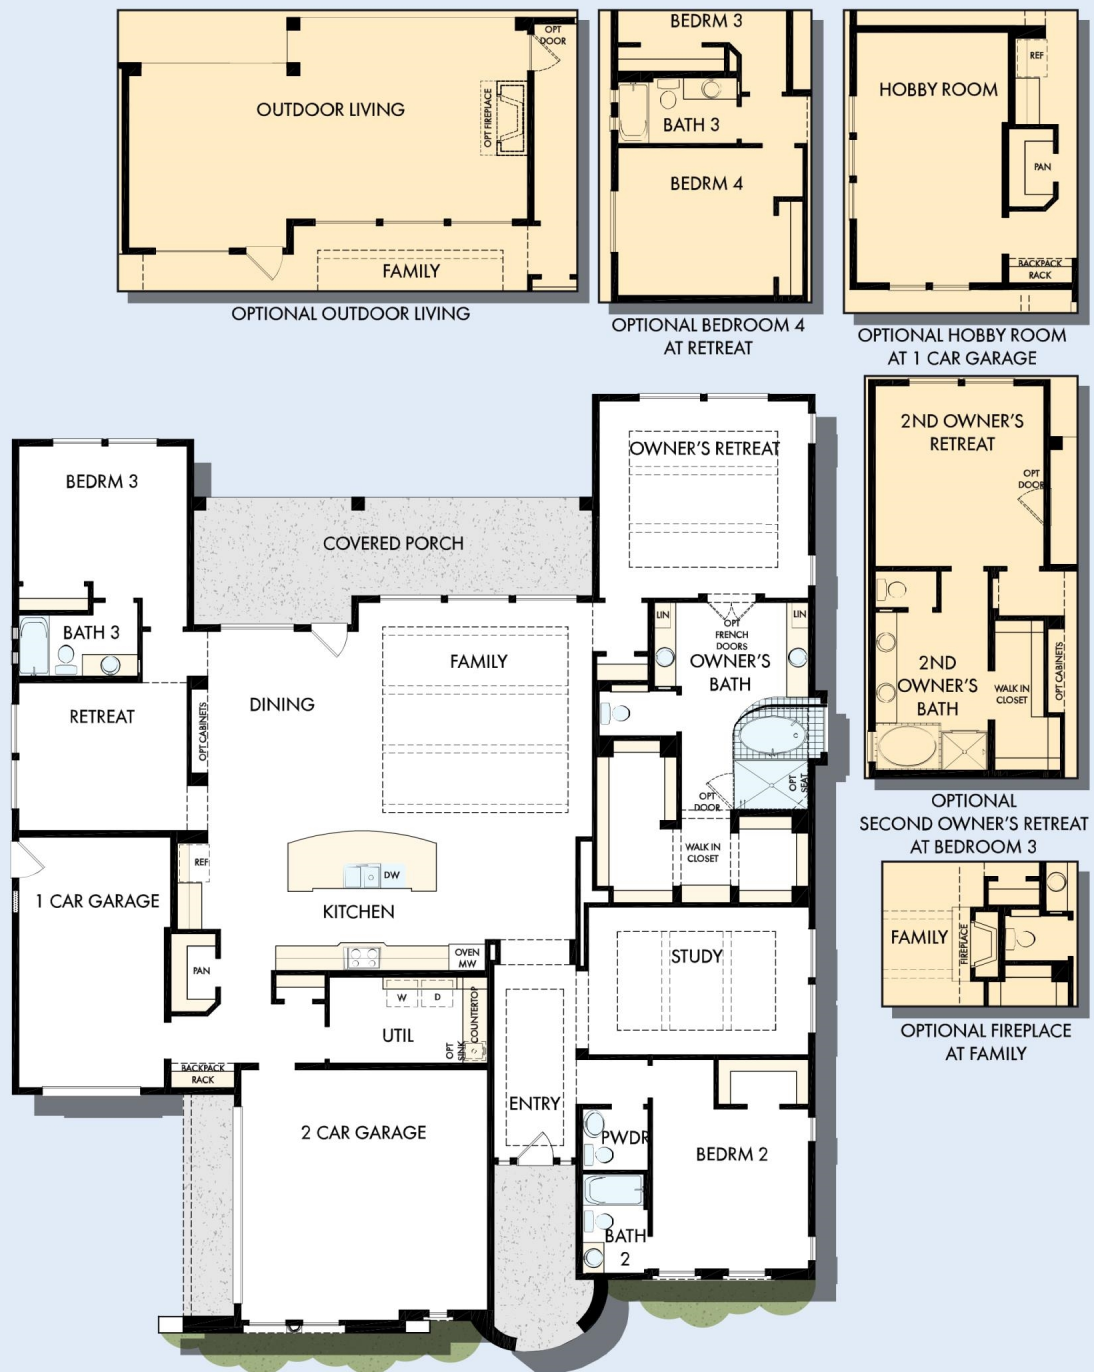 OUTDOOR LIVING
OPT
DOOR
OPT FIREPLACE
FAMILY
OPTIONAL OUTDOOR LIVING
BEDRM 3
BATH 3
BEDRM 4
OPTIONAL BEDROOM 4
AT RETREAT
HOBBY ROOM
REF
PAN
BACKPACK
RACK
OPTIONAL HOBBY ROOM
AT 1 CAR GARAGE
2ND OWNER'S
RETREAT
OPT
DOOR
2ND
OWNER'S
BATH
WALK IN
CLOSET
OPT CABINETS
OPTIONAL
SECOND OWNER'S RETREAT
AT BEDROOM 3
FAMILY
FIREPLACE
OPTIONAL FIREPLACE
AT FAMILY
BEDRM 3
BATH 3
RETREAT
OPT CABINETS
COVERED PORCH
DINING
FAMILY
OWNER'S RETREAT
LIN
OPT
FRENCH
DOORS
LIN
OWNER'S
BATH
OPT
DOOR
OPT
SEAT
WALK IN
CLOSET
1 CAR GARAGE
REF
DW
KITCHEN
OVEN
MW
PAN
W
D
COUNTERTOP
UTIL
OPT
SINK
BACKPACK
RACK
STUDY
ENTRY
2 CAR GARAGE
PWDR
BEDRM 2
BATH
2